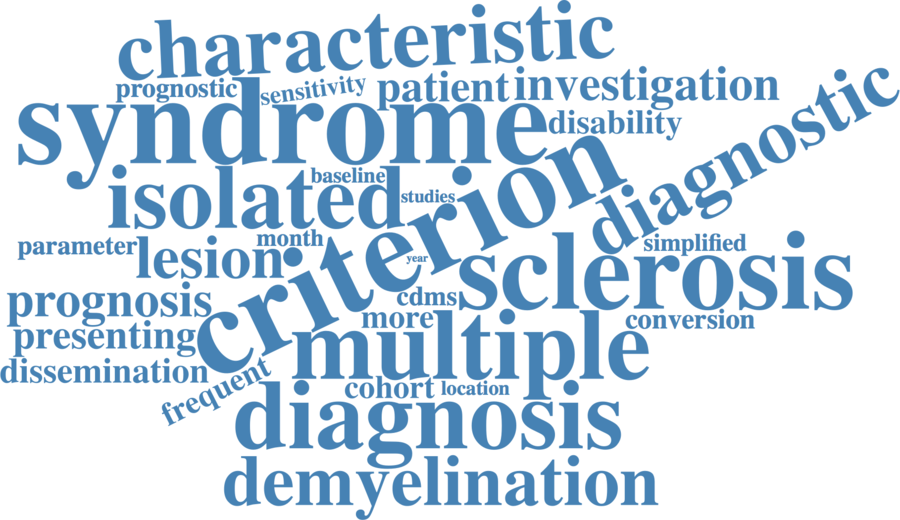 characteristic
prognostic
sensitivity
patient
investigation
syndrome
disability
diagnostic
isolated
baseline
studies
criterion
parameter
lesion
month
year
simplified
sclerosis
prognosis
cdms
presenting
more
multiple
conversion
dissemination
frequent
cohort
location
diagnosis
demyelination